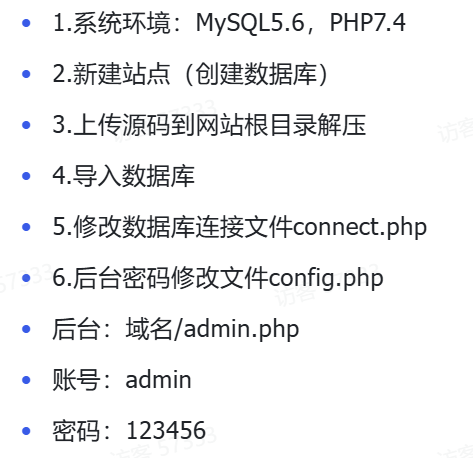 1.系统环境：MySQL5.6，PHP7.4
2.新建站点（创建数据库）
3.上传源码到网站根目录解压
4.导入数据库
5.修改数据库连接文件connect.php
6.后台密码修改文件config.php
后台：域名/admin.php
账号：admin
密码：123456